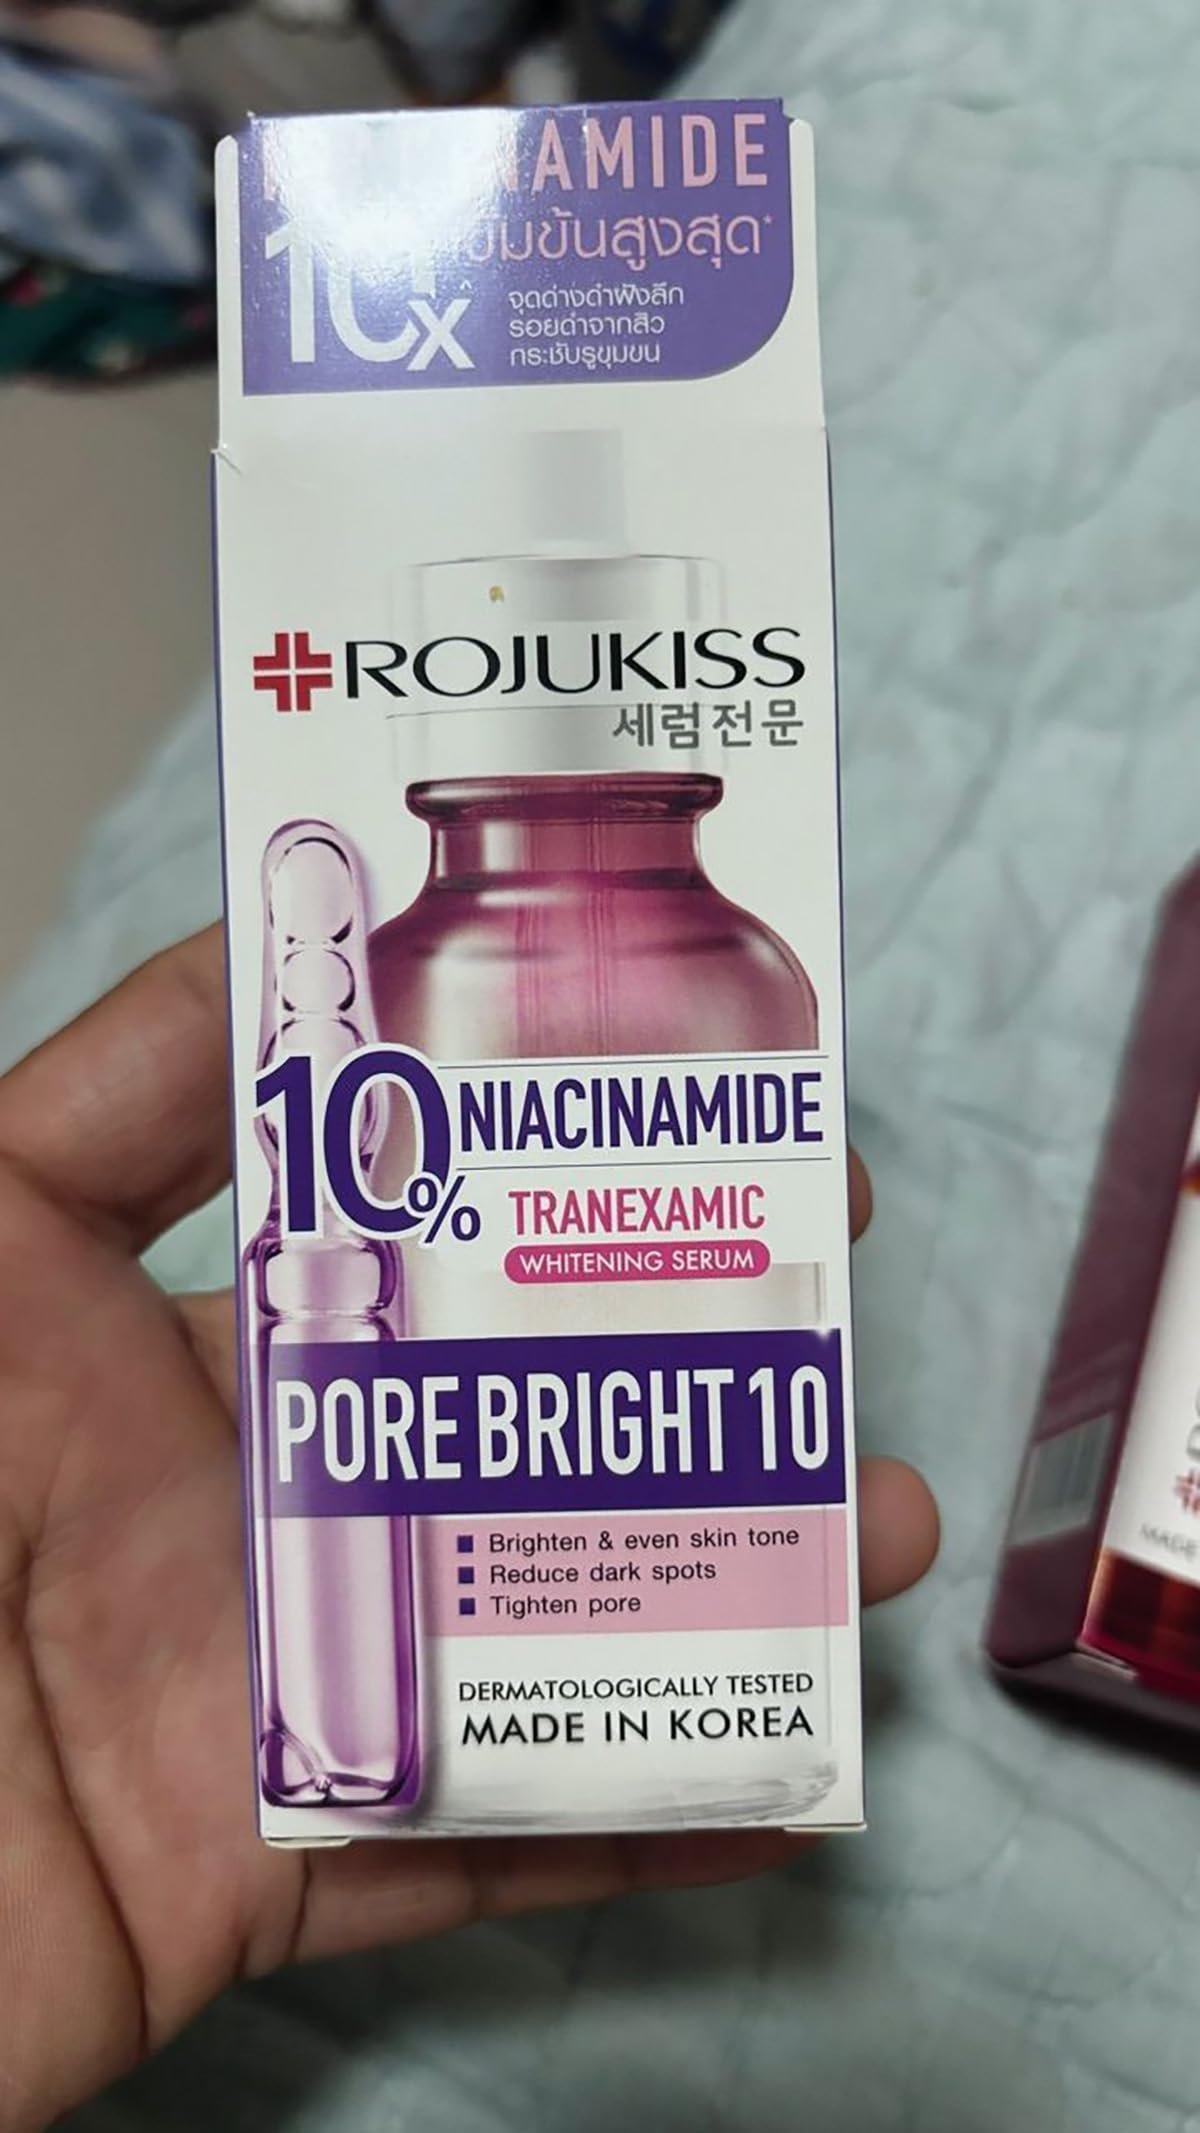 AMIDE
10x
ข้นสูงสุด*
จุดด่างดำฝังลึก
รอยดำจากสิว
กระชับรูขุมขน
ROJUKISS
세럼전문
10% NIACINAMIDE
TRANEXAMIC
WHITENING SERUM
PORE BRIGHT 10
Brighten & even skin tone
Reduce dark spots
Tighten pore
DERMATOLOGICALLY TESTED
MADE IN KOREA